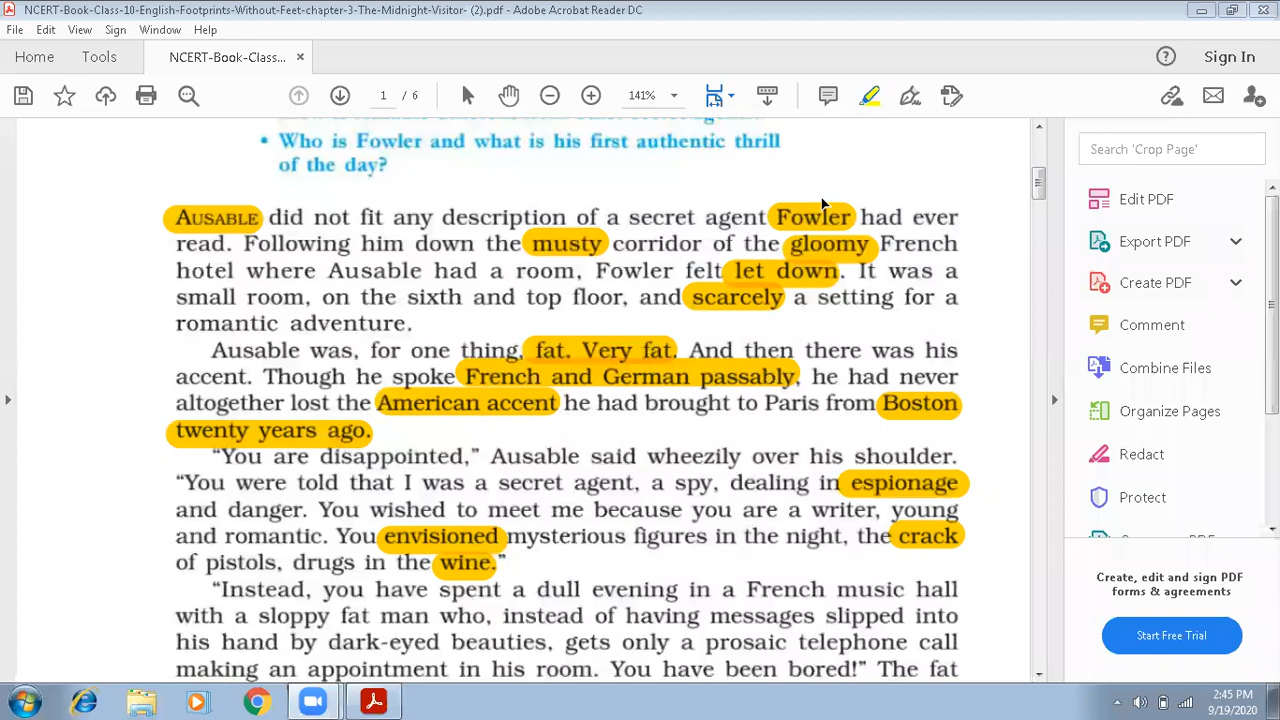 NCERT-Book-Class-10-English-Footprints-Without-Feet-chapter-3-The-Midnight-Visitor- (2).pdf - Adobe Acrobat Reader DC
File Edit View Sign Window Help
Home Tools NCERT-Book-Class... × Sign In
1 / 6 141%
• Who is Fowler and what is his first authentic thrill
of the day?
AUSABLE did not fit any description of a secret agent Fowler had ever
read. Following him down the musty corridor of the gloomy French
hotel where Ausable had a room, Fowler felt let down. It was a
small room, on the sixth and top floor, and scarcely a setting for a
romantic adventure.
Ausable was, for one thing, fat. Very fat. And then there was his
accent. Though he spoke French and German passably, he had never
altogether lost the American accent he had brought to Paris from Boston
twenty years ago.
“You are disappointed,” Ausable said wheezily over his shoulder.
“You were told that I was a secret agent, a spy, dealing in espionage
and danger. You wished to meet me because you are a writer, young
and romantic. You envisioned mysterious figures in the night, the crack
of pistols, drugs in the wine.”
“Instead, you have spent a dull evening in a French music hall
with a sloppy fat man who, instead of having messages slipped into
his hand by dark-eyed beauties, gets only a prosaic telephone call
making an appointment in his room. You have been bored!” The fat
Search 'Crop Page'
Edit PDF
Export PDF
Create PDF
Comment
Combine Files
Organize Pages
Redact
Protect
Create, edit and sign PDF
forms & agreements
Start Free Trial
2:45 PM
9/19/2020